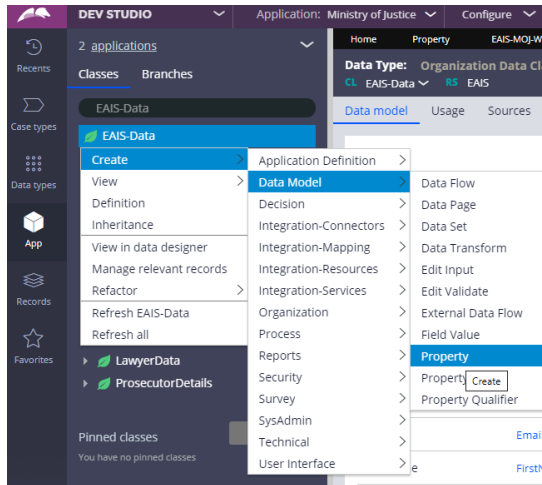 DEV STUDIO
Application: Ministry of Justice
Configure
Recents
Case types
Data types
App
Records
Favorites
2 applications
Classes Branches
EAIS-Data
EAIS-Data
Create
View
Definition
Inheritance
View in data designer
Manage relevant records
Refactor
Refresh EAIS-Data
Refresh all
LawyerData
ProsecutorDetails
Pinned classes
You have no pinned classes
Application Definition
Data Model
Decision
Integration-Connectors
Integration-Mapping
Integration-Resources
Integration-Services
Organization
Process
Reports
Security
Survey
SysAdmin
Technical
User Interface
Data Flow
Data Page
Data Set
Data Transform
Edit Input
Edit Validate
External Data Flow
Field Value
Property
Property
Create
Property Qualifier
Home Property EAIS-MOJ-W
Data Type: Organization Data Cl
CL EAIS-Data RS EAIS
Data model Usage Sources
Emai
e FirstN